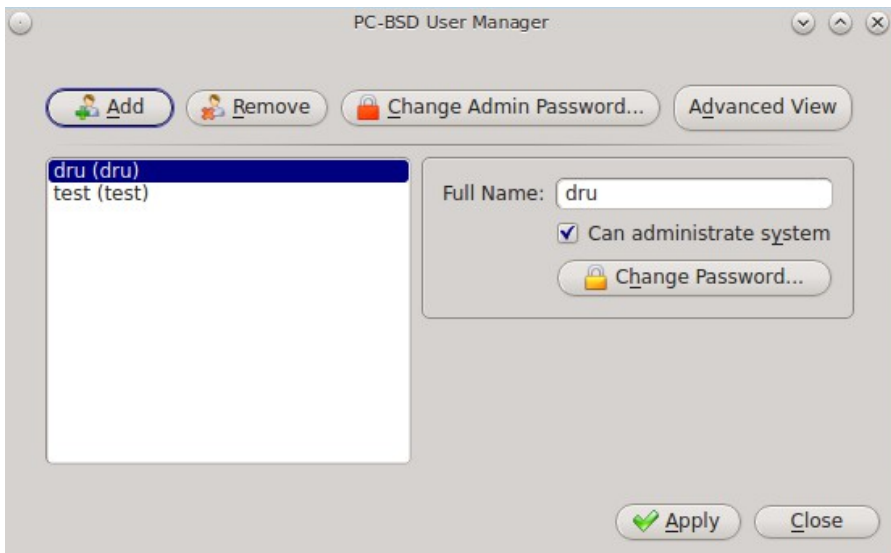 PC-BSD User Manager
Add Remove Change Admin Password... Advanced View
dru (dru)
test (test)
Full Name: dru
Can administrate system
Change Password...
Apply Close